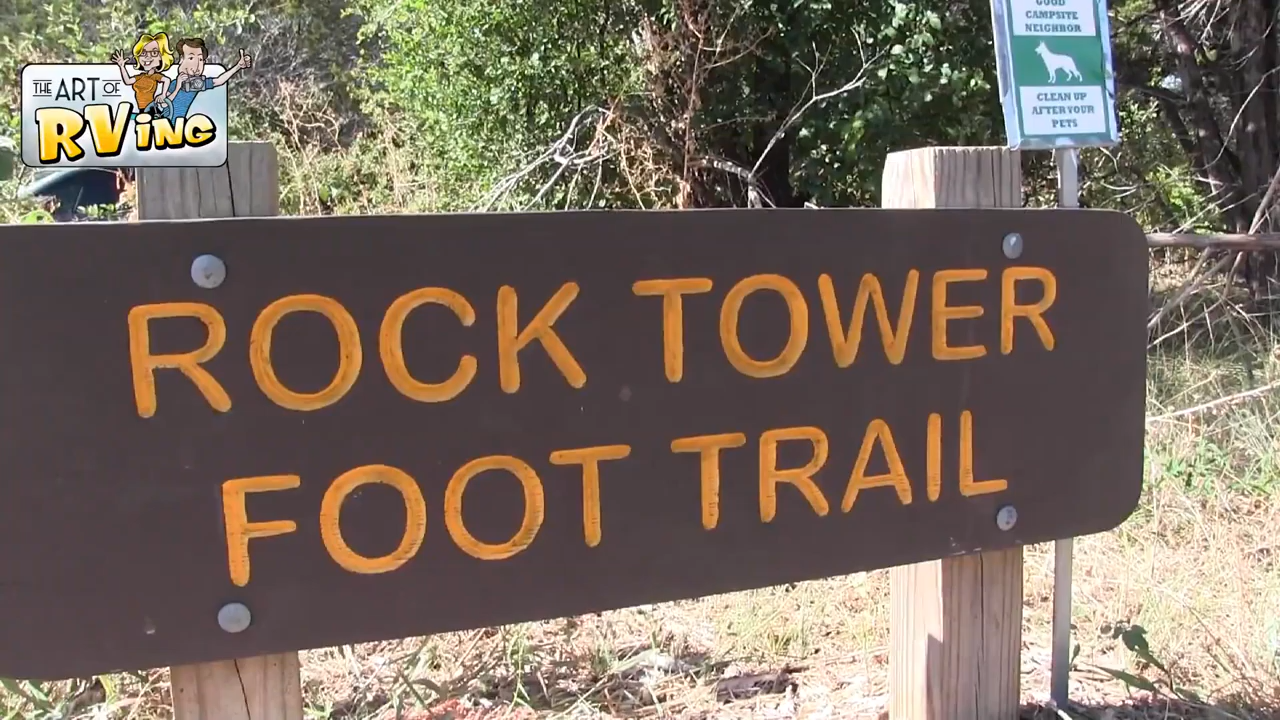 THE ART OF
RVING
GOOD
CAMPSITE
NEIGHBOR
CLEAN UP
AFTER YOUR
PETS
ROCK TOWER
FOOT TRAIL